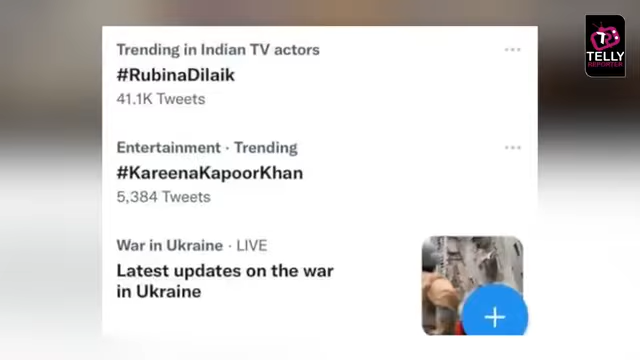 TELLY
REPORTER
Trending in Indian TV actors
#RubinaDilaik
41.1K Tweets
Entertainment · Trending
#KareenaKapoorKhan
5,384 Tweets
War in Ukraine · LIVE
Latest updates on the war
in Ukraine